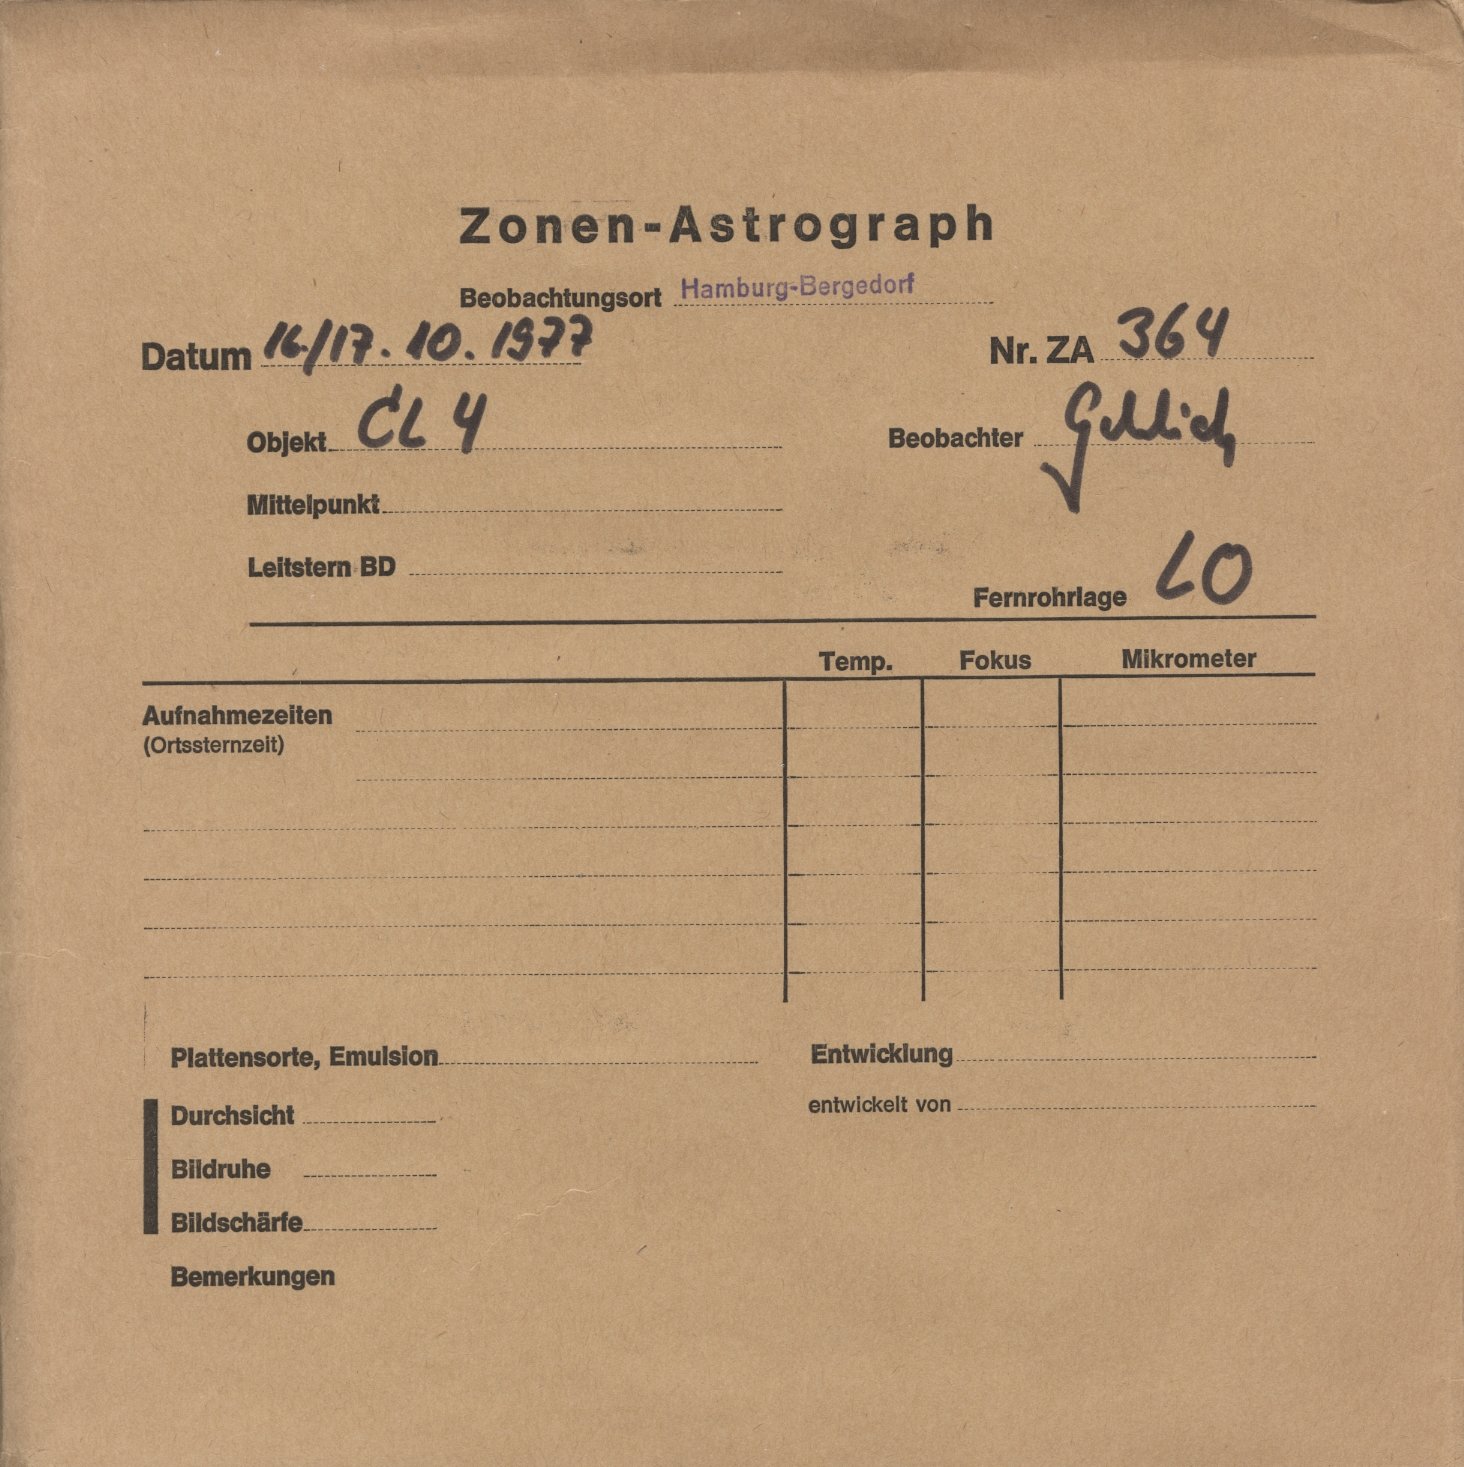 Zonen-Astrograph
Beobachtungsort Hamburg-Bergedorf
Datum 16/17. 10. 1977 Nr. ZA 364
Objekt CL 4 Beobachter
Mittelpunkt
Leitstern BD
Fernrohrlage LO
Temp. Fokus Mikrometer
Aufnahmezeiten
(Ortssternzeit)
Plattensorte, Emulsion Entwicklung
Durchsicht entwickelt von
Bildruhe
Bildschärfe
Bemerkungen